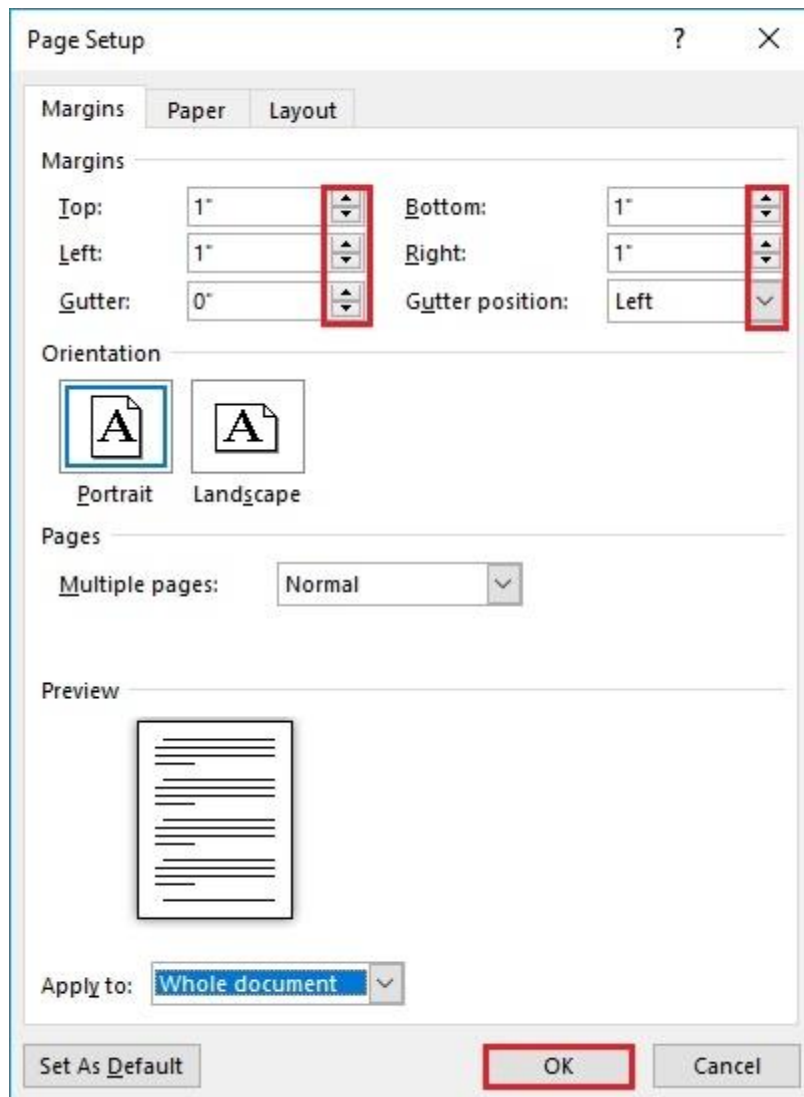 Page Setup ?
Margins Paper Layout
Margins
Top: 1" Bottom: 1"
Left: 1" Right: 1"
Gutter: 0" Gutter position: Left
Orientation
A A
Portrait Landscape
Pages
Multiple pages: Normal
Preview
Apply to: Whole document
Set As Default OK Cancel